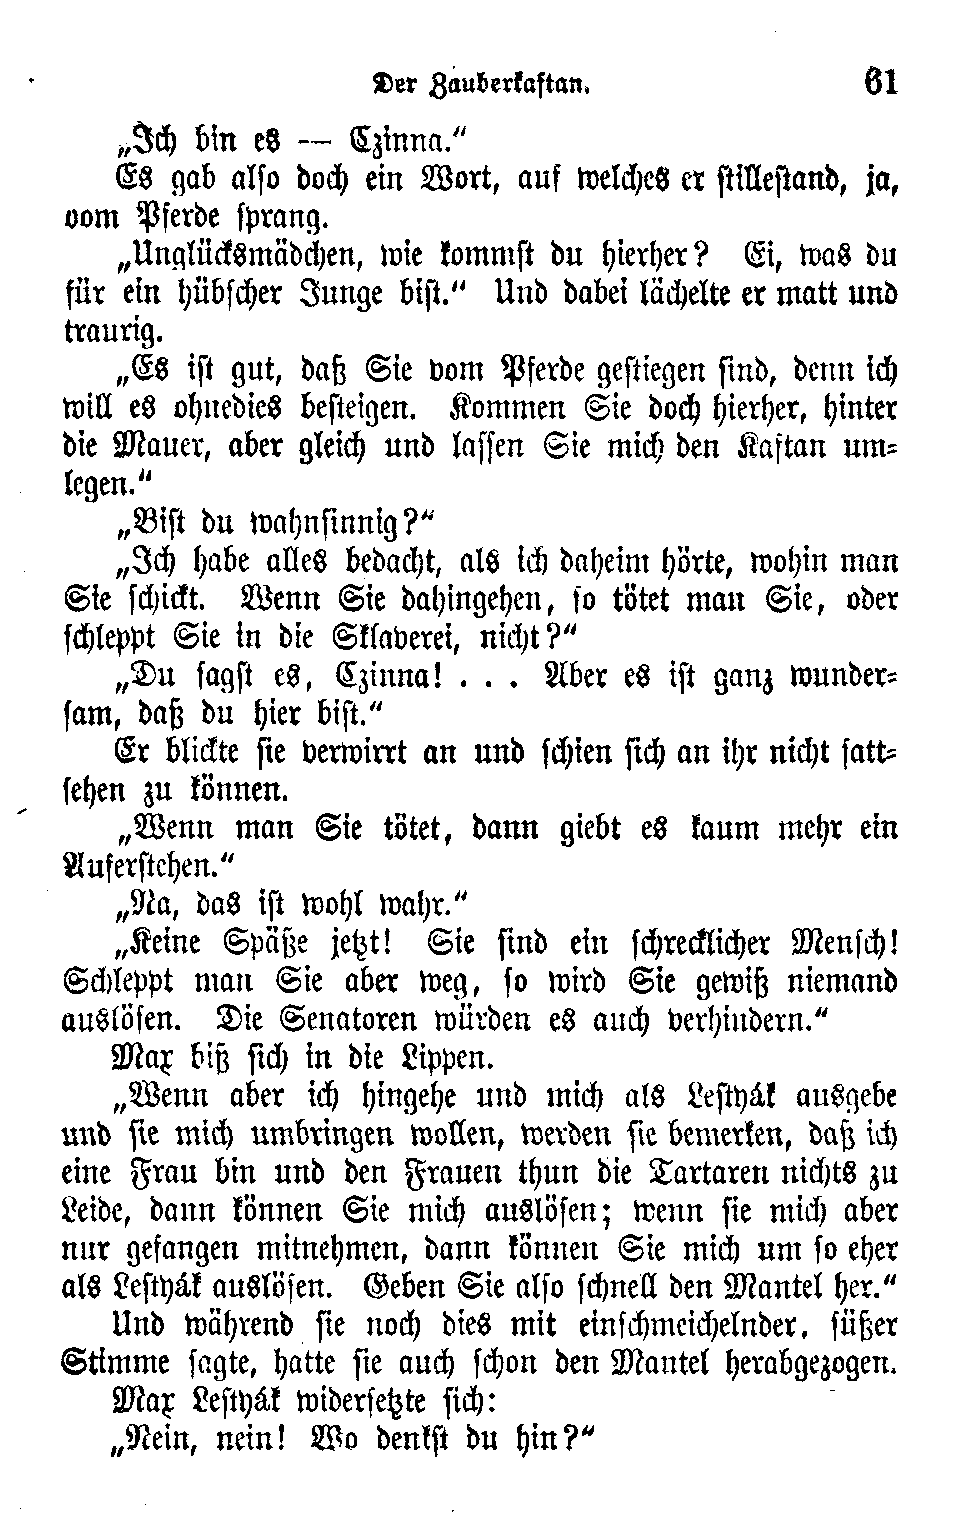 Der Zauberkaftan. 61
„Ich bin es — Czinna.“
Es gab also doch ein Wort, auf welches er stillestand, ja,
vom Pferde sprang.
„Unglücksmädchen, wie kommst du hierher? Ei, was du
für ein hübscher Junge bist.“ Und dabei lächelte er matt und
traurig.
„Es ist gut, daß Sie vom Pferde gestiegen sind, denn ich
will es ohnedies besteigen. Kommen Sie doch hierher, hinter
die Mauer, aber gleich und lassen Sie mich den Kaftan um-
legen.“
„Bist du wahnsinnig?“
„Ich habe alles bedacht, als ich daheim hörte, wohin man
Sie schickt. Wenn Sie dahingehen, so tötet man Sie, oder
schleppt Sie in die Sklaverei, nicht?“
„Du sagst es, Czinna! . . . Aber es ist ganz wunder-
sam, daß du hier bist.“
Er blickte sie verwirrt an und schien sich an ihr nicht satt-
sehen zu können.
„Wenn man Sie tötet, dann giebt es kaum mehr ein
Auferstehen.“
„Na, das ist wohl wahr.“
„Keine Späße jetzt! Sie sind ein schrecklicher Mensch!
Schleppt man Sie aber weg, so wird Sie gewiß niemand
auslösen. Die Senatoren würden es auch verhindern.“
Max biß sich in die Lippen.
„Wenn aber ich hingehe und mich als Lestyák ausgebe
und sie mich umbringen wollen, werden sie bemerken, daß ich
eine Frau bin und den Frauen thun die Tartaren nichts zu
Leide, dann können Sie mich auslösen; wenn sie mich aber
nur gefangen mitnehmen, dann können Sie mich um so eher
als Lestyák auslösen. Geben Sie also schnell den Mantel her.“
Und während sie noch dies mit einschmeichelnder, süßer
Stimme sagte, hatte sie auch schon den Mantel herabgezogen.
Max Lestyák widersetzte sich:
„Nein, nein! Wo denkst du hin?“